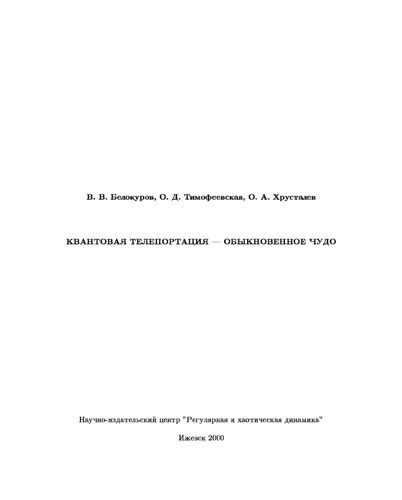 В. В. Белокуров, О. Д. Тимофеевская, О. А. Хрусталев
КВАНТОВАЯ ТЕЛЕПОРТАЦИЯ — ОБЫКНОВЕННОЕ ЧУДО
Научно-издательский центр "Регулярная и хаотическая динамика"
Ижевск 2000